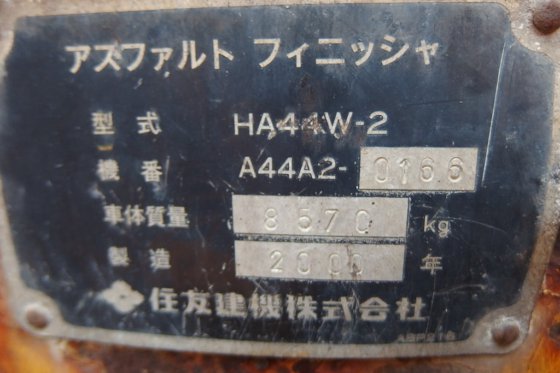 アスファルト フィニッシャ
型式 HA44W-2
機番 A44A2-0166
車体質量 8570 kg
製造 2000 年
住友建機株式会社